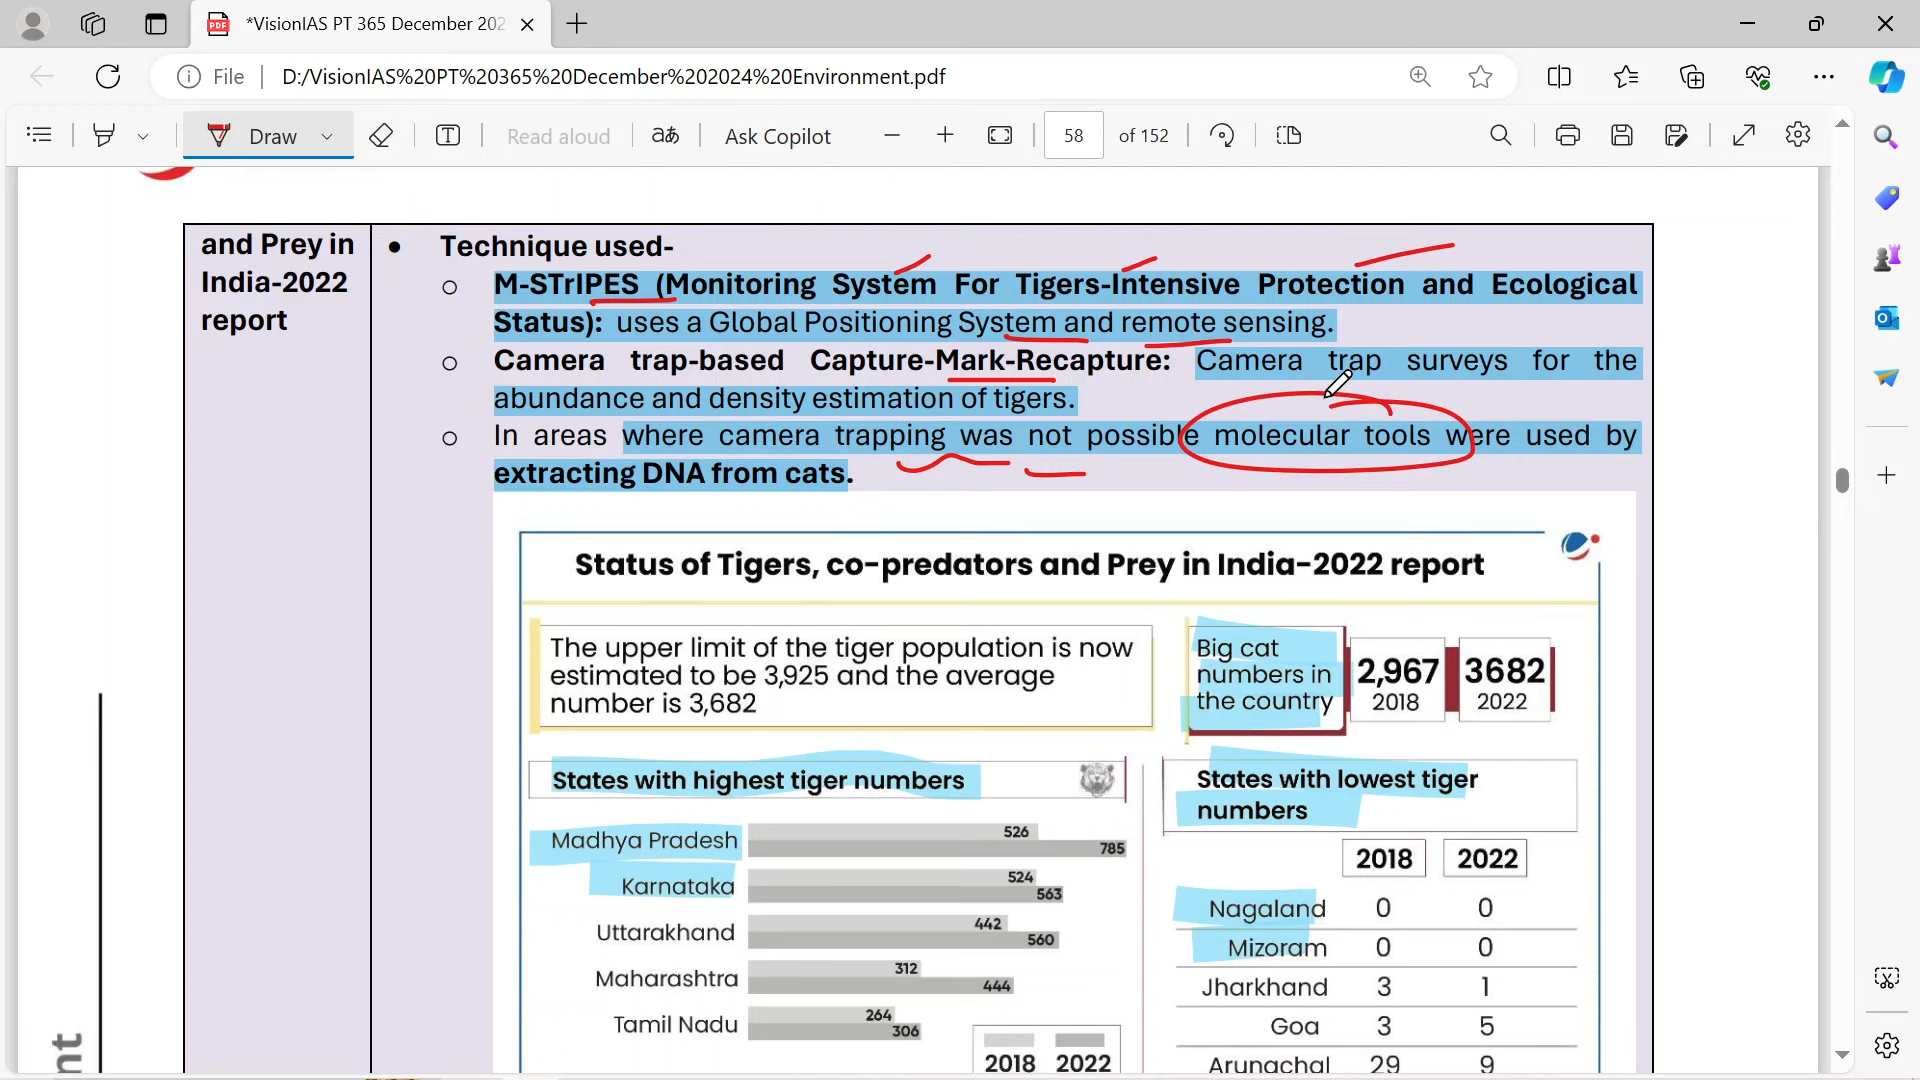 *VisionIAS PT 365 December 202
File
D:/VisionIAS%20PT%20365%20December%202024%20Environment.pdf
Draw
Read aloud
aあ
Ask Copilot
58
of 152
and Prey in
India-2022
report
• Technique used-
o M-STrIPES (Monitoring System For Tigers-Intensive Protection and Ecological
Status): uses a Global Positioning System and remote sensing.
o Camera trap-based Capture-Mark-Recapture: Camera trap surveys for the
abundance and density estimation of tigers.
o In areas where camera trapping was not possible molecular tools were used by
extracting DNA from cats.
Status of Tigers, co-predators and Prey in India-2022 report
The upper limit of the tiger population is now
estimated to be 3,925 and the average
number is 3,682
Big cat
numbers in
the country
2,967
2018
3682
2022
States with highest tiger numbers
Madhya Pradesh 526 785
Karnataka 524 563
Uttarakhand 442 560
Maharashtra 312 444
Tamil Nadu 264 306
2018 2022
States with lowest tiger
numbers
2018 2022
Nagaland 0 0
Mizoram 0 0
Jharkhand 3 1
Goa 3 5
Arunachal 29 9
nt